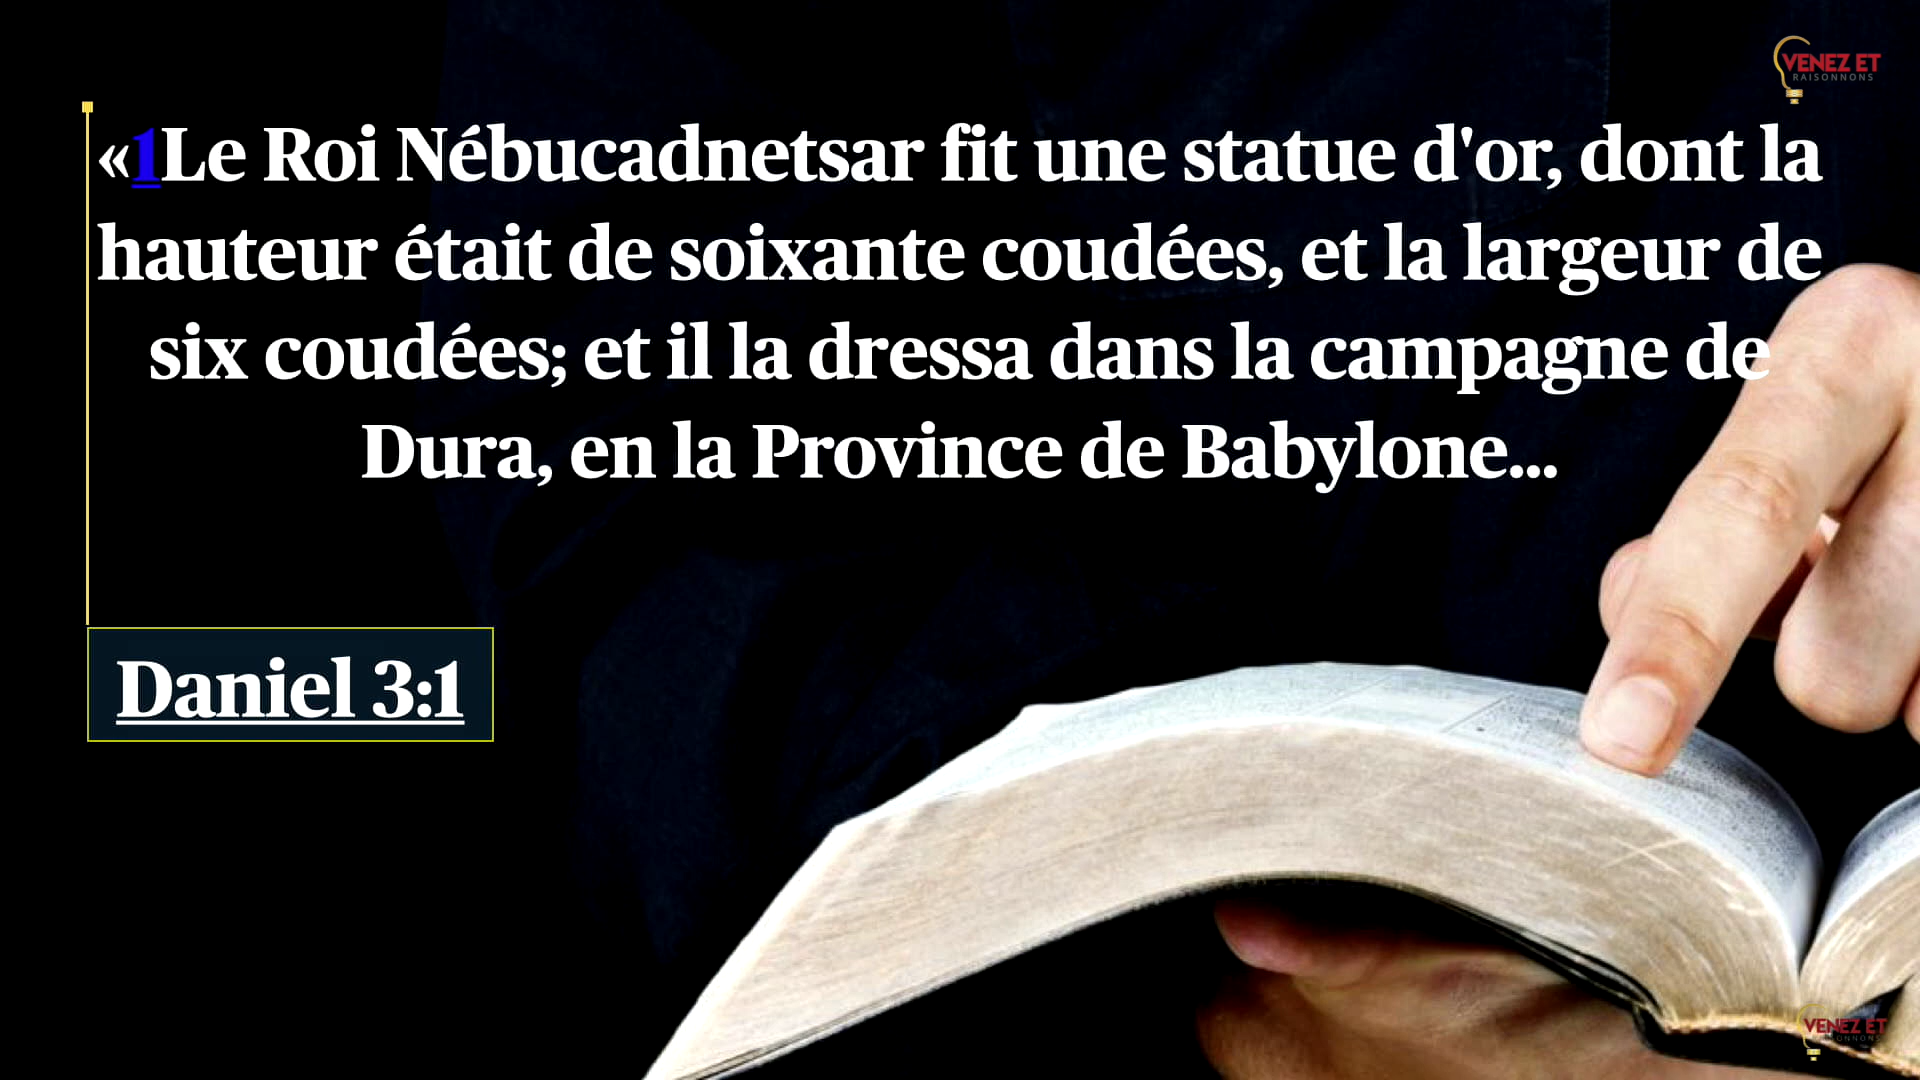 VENEZ ET
RAISONNONS
«1Le Roi Nébucadnetsar fit une statue d'or, dont la
hauteur était de soixante coudées, et la largeur de
six coudées; et il la dressa dans la campagne de
Dura, en la Province de Babylone...
Daniel 3:1
VENEZ ET